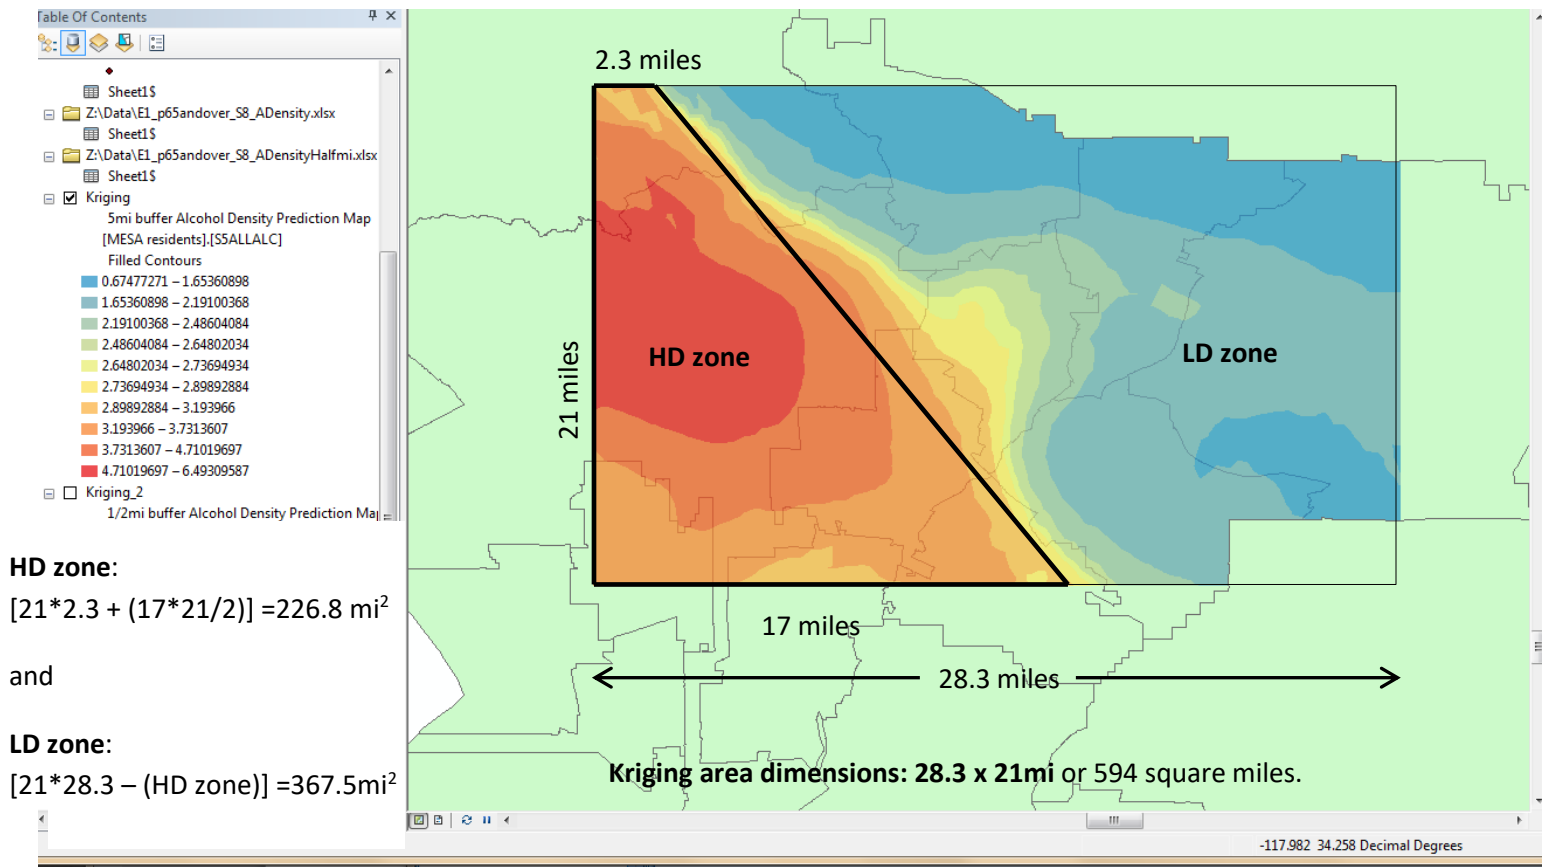 Table Of Contents
Sheet1$
Z:\Data\E1_p65andover_S8_ADensity.xlsx
Sheet1$
Z:\Data\E1_p65andover_S8_ADensityHalfmi.xlsx
Sheet1$
Kriging
5mi buffer Alcohol Density Prediction Map
[MESA residents].[S5ALLALC]
Filled Contours
0.67477271 – 1.65360898
1.65360898 – 2.19100368
2.19100368 – 2.48604084
2.48604084 – 2.64802034
2.64802034 – 2.73694934
2.73694934 – 2.89892884
2.89892884 – 3.193966
3.193966 – 3.7313607
3.7313607 – 4.71019697
4.71019697 – 6.49309587
Kriging_2
1/2mi buffer Alcohol Density Prediction Map
HD zone:
[21*2.3 + (17*21/2)] =226.8 mi²
and
LD zone:
[21*28.3 – (HD zone)] =367.5mi²
2.3 miles
21 miles
HD zone
LD zone
17 miles
28.3 miles
Kriging area dimensions: 28.3 x 21mi or 594 square miles.
-117.982 34.258 Decimal Degrees